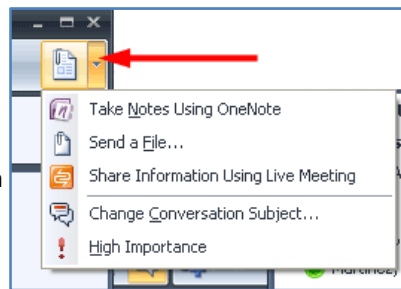 Take Notes Using OneNote
Send a File...
Share Information Using Live Meeting
Change Conversation Subject...
High Importance